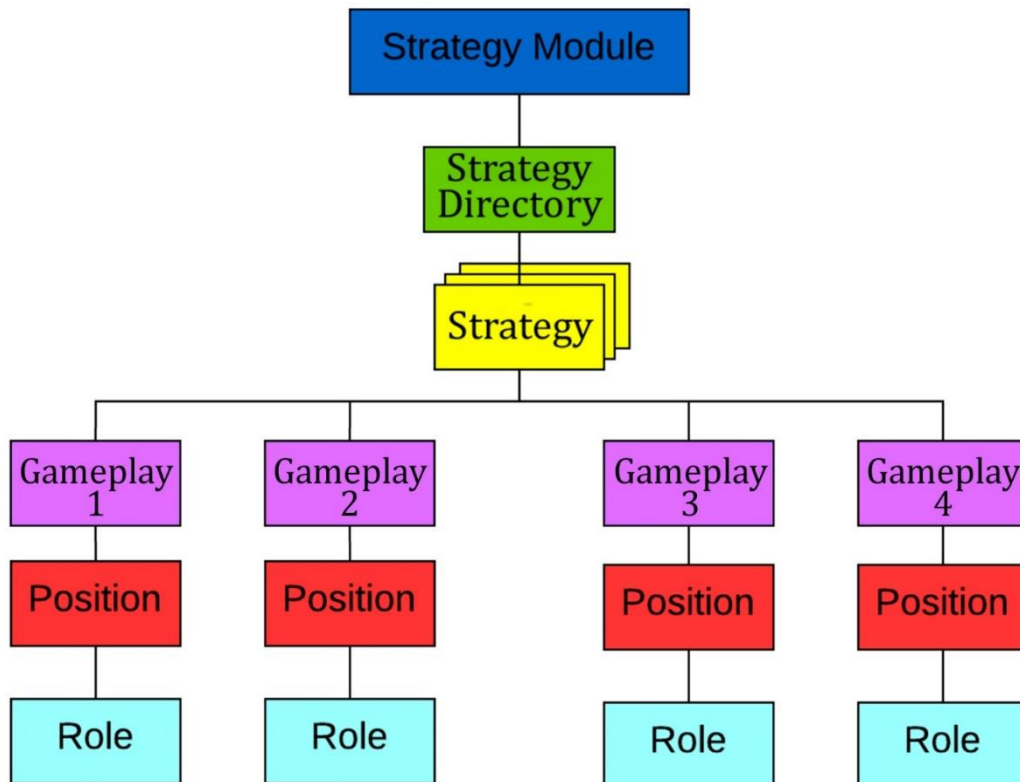 Strategy Module
Strategy
Directory
Strategy
Gameplay
1
Gameplay
2
Gameplay
3
Gameplay
4
Position
Position
Position
Position
Role
Role
Role
Role